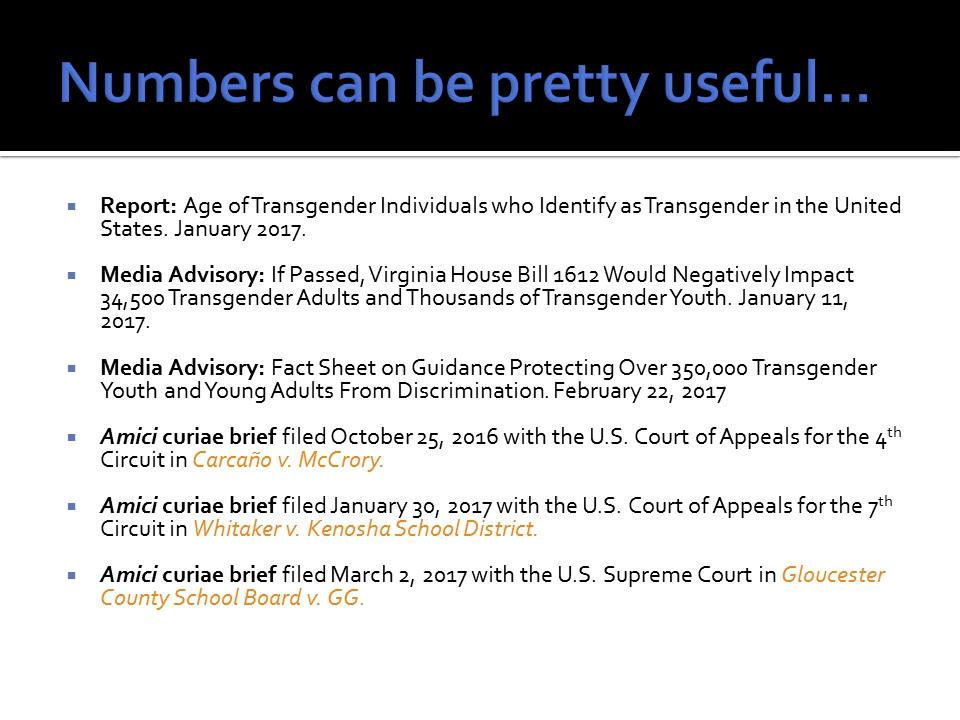 Numbers can be pretty useful...
▪ Report: Age of Transgender Individuals who Identify as Transgender in the United
States. January 2017.
▪ Media Advisory: If Passed, Virginia House Bill 1612 Would Negatively Impact
34,500 Transgender Adults and Thousands of Transgender Youth. January 11,
2017.
▪ Media Advisory: Fact Sheet on Guidance Protecting Over 350,000 Transgender
Youth and Young Adults From Discrimination. February 22, 2017
▪ Amici curiae brief filed October 25, 2016 with the U.S. Court of Appeals for the 4th
Circuit in Carcaño v. McCrory.
▪ Amici curiae brief filed January 30, 2017 with the U.S. Court of Appeals for the 7th
Circuit in Whitaker v. Kenosha School District.
▪ Amici curiae brief filed March 2, 2017 with the U.S. Supreme Court in Gloucester
County School Board v. GG.